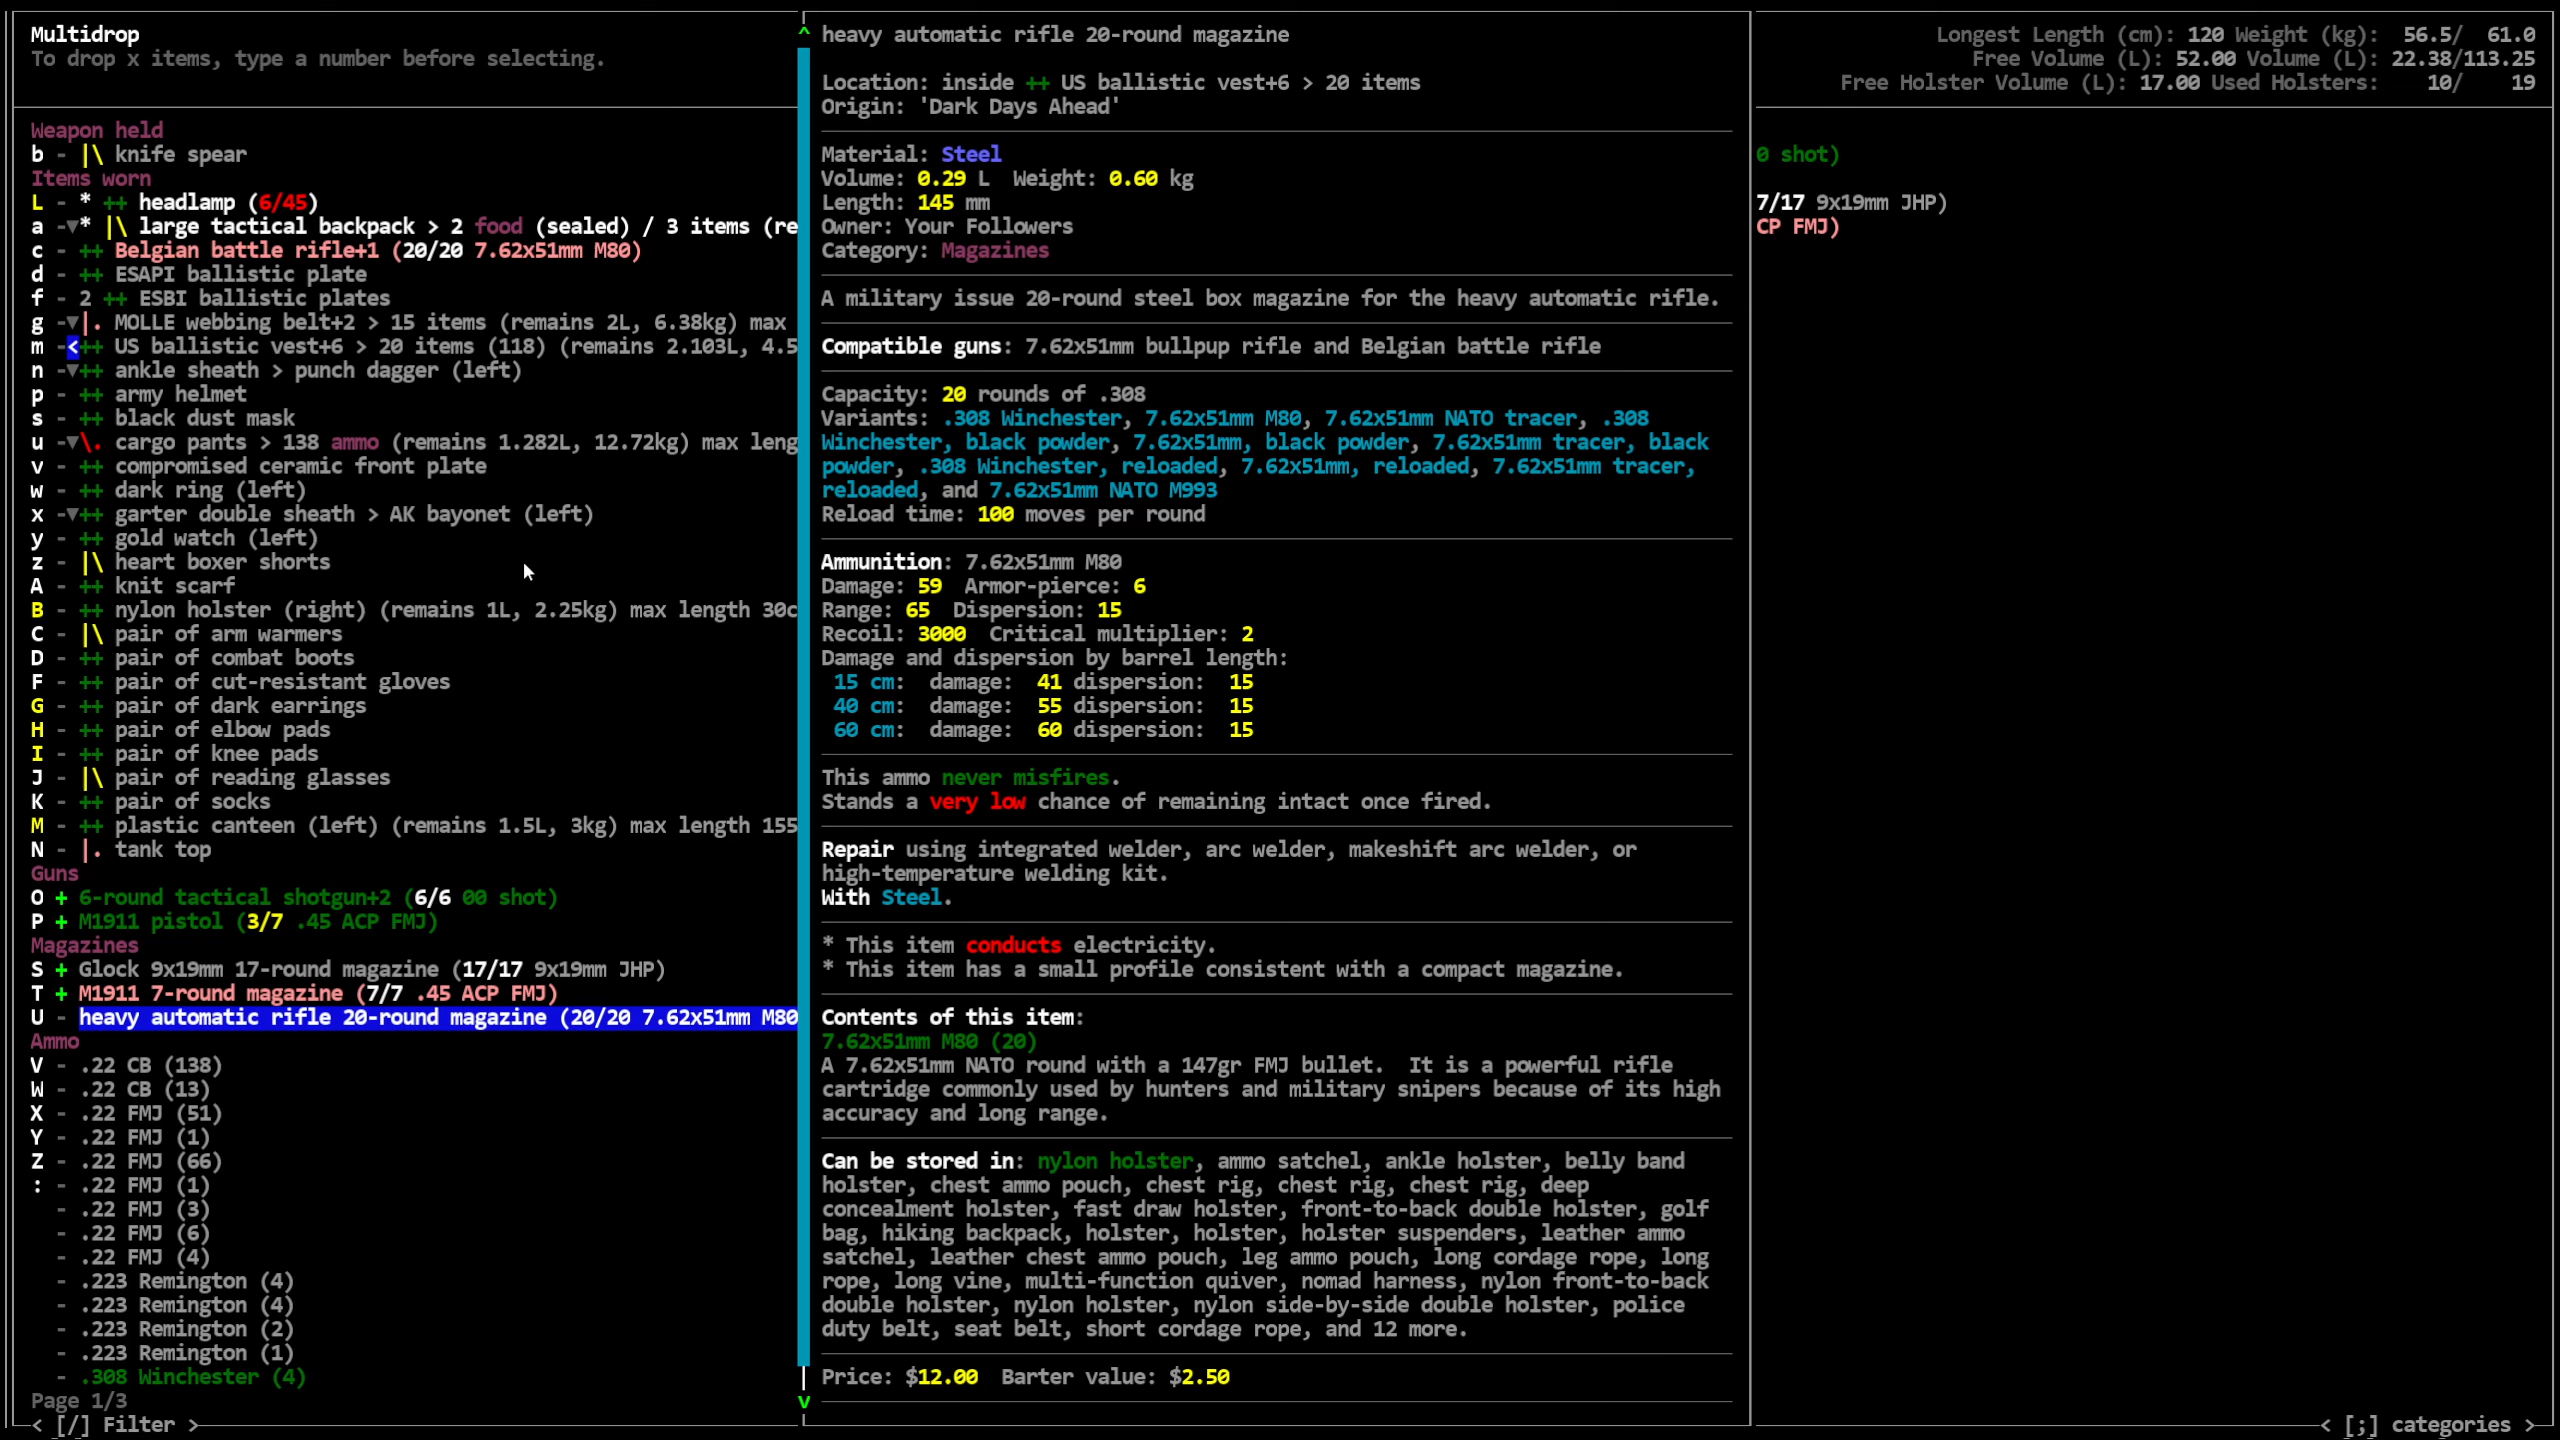 Multidrop
To drop x items, type a number before selecting.
Weapon held
b - |\ knife spear
Items worn
L - * ++ headlamp (6/45)
a -▼* |\ large tactical backpack > 2 food (sealed) / 3 items (re
c - ++ Belgian battle rifle+1 (20/20 7.62x51mm M80)
d - ++ ESAPI ballistic plate
f - 2 ++ ESBI ballistic plates
g -▼|. MOLLE webbing belt+2 > 15 items (remains 2L, 6.38kg) max
m -<++ US ballistic vest+6 > 20 items (118) (remains 2.103L, 4.5
n -▼++ ankle sheath > punch dagger (left)
p - ++ army helmet
s - ++ black dust mask
u -▼\. cargo pants > 138 ammo (remains 1.282L, 12.72kg) max leng
v - ++ compromised ceramic front plate
w - ++ dark ring (left)
x -▼++ garter double sheath > AK bayonet (left)
y - ++ gold watch (left)
z - |\ heart boxer shorts
A - ++ knit scarf
B - ++ nylon holster (right) (remains 1L, 2.25kg) max length 30c
C - |\ pair of arm warmers
D - ++ pair of combat boots
F - ++ pair of cut-resistant gloves
G - ++ pair of dark earrings
H - ++ pair of elbow pads
I - ++ pair of knee pads
J - |\ pair of reading glasses
K - ++ pair of socks
M - ++ plastic canteen (left) (remains 1.5L, 3kg) max length 155
N - |. tank top
Guns
O + 6-round tactical shotgun+2 (6/6 00 shot)
P + M1911 pistol (3/7 .45 ACP FMJ)
Magazines
S + Glock 9x19mm 17-round magazine (17/17 9x19mm JHP)
T + M1911 7-round magazine (7/7 .45 ACP FMJ)
U - heavy automatic rifle 20-round magazine (20/20 7.62x51mm M80
Ammo
V - .22 CB (138)
W - .22 CB (13)
X - .22 FMJ (51)
Y - .22 FMJ (1)
Z - .22 FMJ (66)
: - .22 FMJ (1)
- .22 FMJ (3)
- .22 FMJ (6)
- .22 FMJ (4)
- .223 Remington (4)
- .223 Remington (4)
- .223 Remington (2)
- .223 Remington (1)
- .308 Winchester (4)
Page 1/3
< [/] Filter >
heavy automatic rifle 20-round magazine
Location: inside ++ US ballistic vest+6 > 20 items
Origin: 'Dark Days Ahead'
Material: Steel
Volume: 0.29 L Weight: 0.60 kg
Length: 145 mm
Owner: Your Followers
Category: Magazines
A military issue 20-round steel box magazine for the heavy automatic rifle.
Compatible guns: 7.62x51mm bullpup rifle and Belgian battle rifle
Capacity: 20 rounds of .308
Variants: .308 Winchester, 7.62x51mm M80, 7.62x51mm NATO tracer, .308
Winchester, black powder, 7.62x51mm, black powder, 7.62x51mm tracer, black
powder, .308 Winchester, reloaded, 7.62x51mm, reloaded, 7.62x51mm tracer,
reloaded, and 7.62x51mm NATO M993
Reload time: 100 moves per round
Ammunition: 7.62x51mm M80
Damage: 59 Armor-pierce: 6
Range: 65 Dispersion: 15
Recoil: 3000 Critical multiplier: 2
Damage and dispersion by barrel length:
15 cm: damage: 41 dispersion: 15
40 cm: damage: 55 dispersion: 15
60 cm: damage: 60 dispersion: 15
This ammo never misfires.
Stands a very low chance of remaining intact once fired.
Repair using integrated welder, arc welder, makeshift arc welder, or
high-temperature welding kit.
With Steel.
* This item conducts electricity.
* This item has a small profile consistent with a compact magazine.
Contents of this item:
7.62x51mm M80 (20)
A 7.62x51mm NATO round with a 147gr FMJ bullet. It is a powerful rifle
cartridge commonly used by hunters and military snipers because of its high
accuracy and long range.
Can be stored in: nylon holster, ammo satchel, ankle holster, belly band
holster, chest ammo pouch, chest rig, chest rig, chest rig, deep
concealment holster, fast draw holster, front-to-back double holster, golf
bag, hiking backpack, holster, holster, holster suspenders, leather ammo
satchel, leather chest ammo pouch, leg ammo pouch, long cordage rope, long
rope, long vine, multi-function quiver, nomad harness, nylon front-to-back
double holster, nylon holster, nylon side-by-side double holster, police
duty belt, seat belt, short cordage rope, and 12 more.
Price: $12.00 Barter value: $2.50
Longest Length (cm): 120 Weight (kg): 56.5/ 61.0
Free Volume (L): 52.00 Volume (L): 22.38/113.25
Free Holster Volume (L): 17.00 Used Holsters: 10/ 19
0 shot)
7/17 9x19mm JHP)
CP FMJ)
< [;] categories >